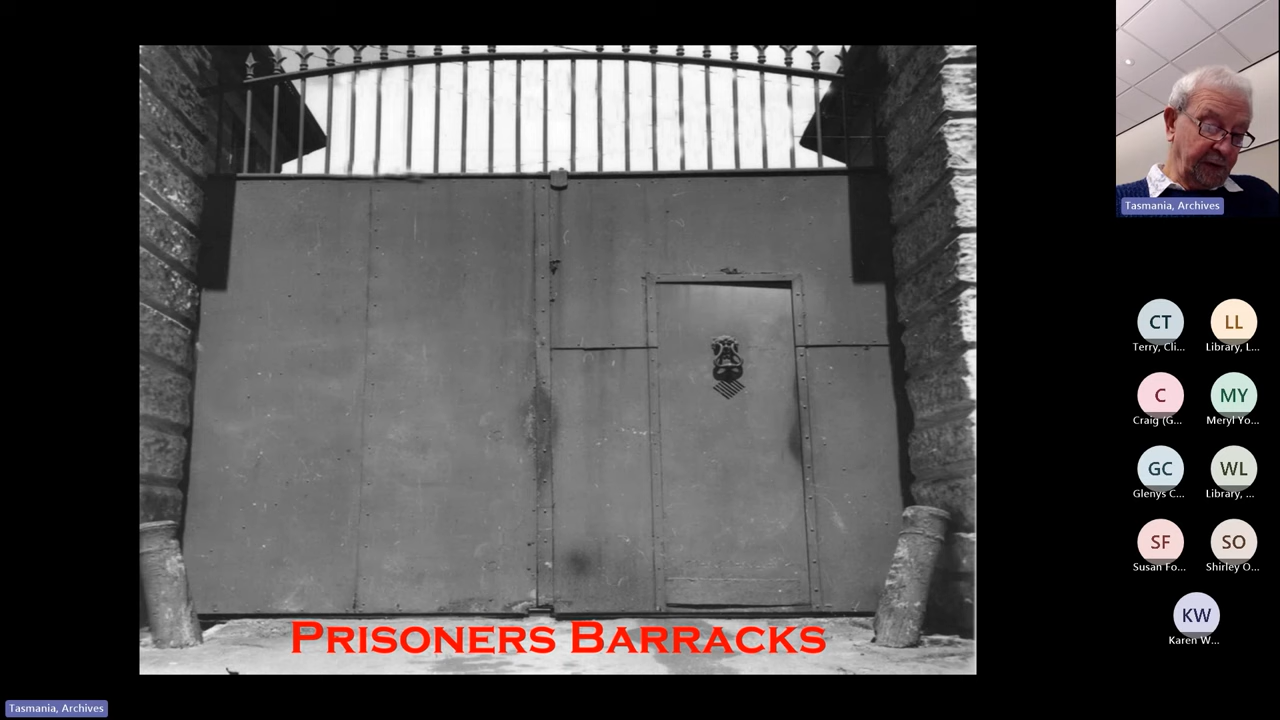 Tasmania, Archives
CT
LL
Terry, Cli...
Library, L...
C
MY
Craig (G...
Meryl Yo...
GC
WL
Glenys C...
Library, ...
SF
SO
Susan Fo...
Shirley O...
KW
Karen W...
PRISONERS BARRACKS
Tasmania, Archives